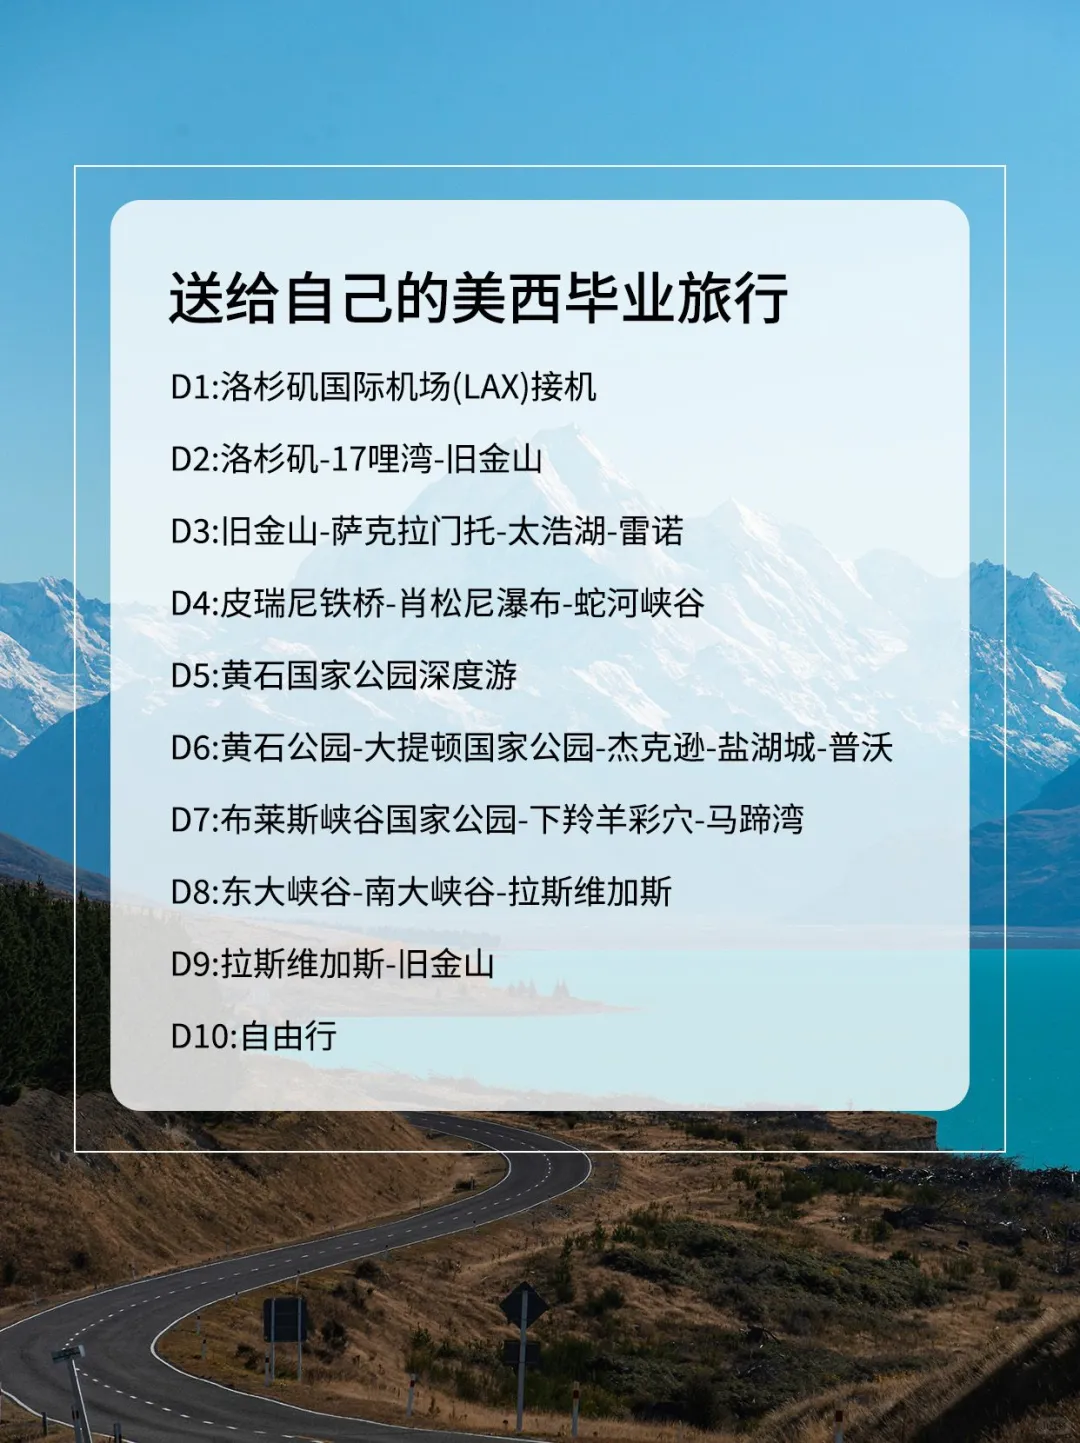 送给自己的美西毕业旅行
D1:洛杉矶国际机场(LAX)接机
D2:洛杉矶-17哩湾-旧金山
D3:旧金山-萨克拉门托-太浩湖-雷诺
D4:皮瑞尼铁桥-肖松尼瀑布-蛇河峡谷
D5:黄石国家公园深度游
D6:黄石公园-大提顿国家公园-杰克逊-盐湖城-普沃
D7:布莱斯峡谷国家公园-下羚羊彩穴-马蹄湾
D8:东大峡谷-南大峡谷-拉斯维加斯
D9:拉斯维加斯-旧金山
D10:自由行